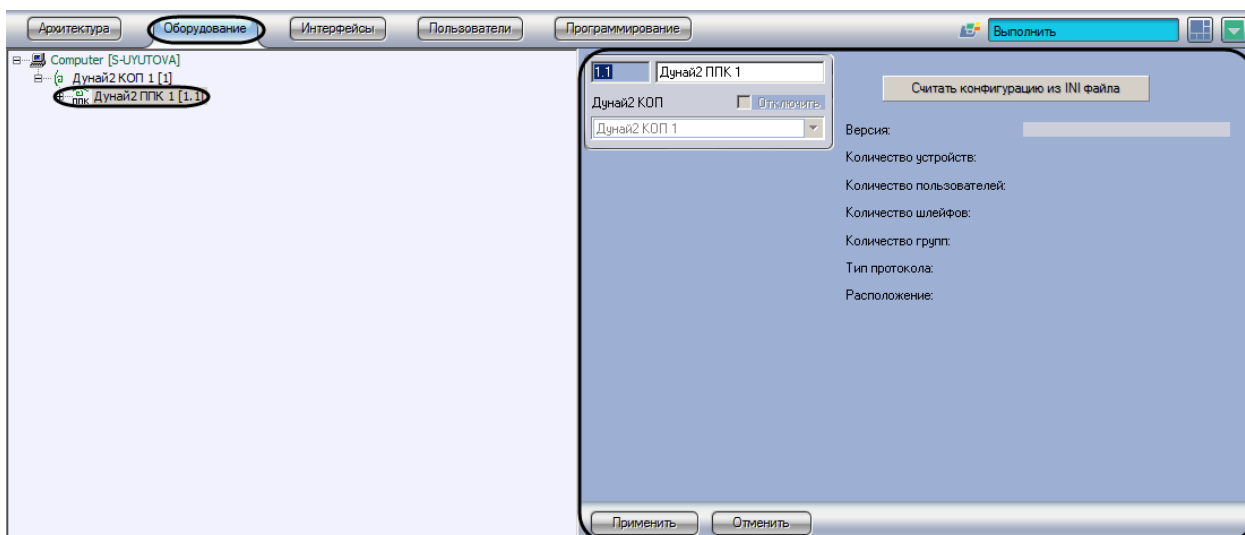 Архитектура Оборудование Интерфейсы Пользователи Программирование Выполнить
Computer [S-UYUTOVA]
Дунай2 КОП 1 [1]
ППК Дунай2 ППК 1 [1.1]
1.1 Дунай2 ППК 1
Дунай2 КОП Отключить
Дунай2 КОП 1
Считать конфигурацию из INI файла
Версия:
Количество устройств:
Количество пользователей:
Количество шлейфов:
Количество групп:
Тип протокола:
Расположение:
Применить Отменить